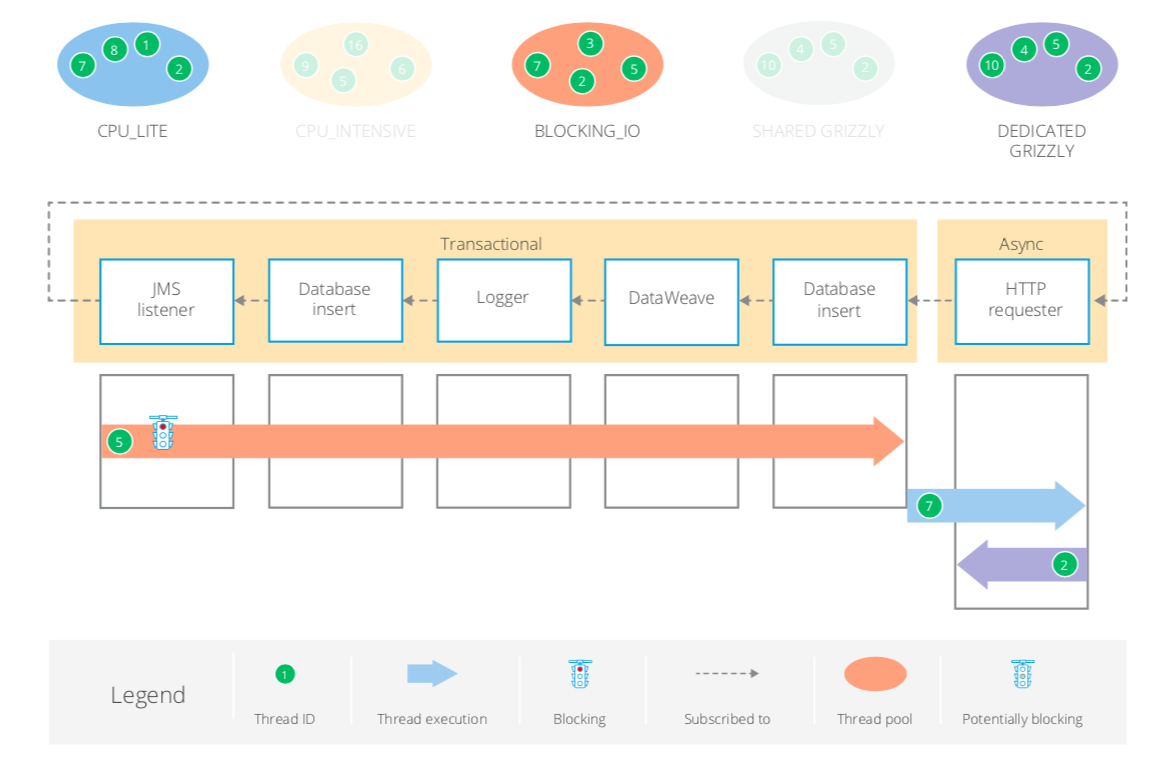 7 8 1 2
9 16 5 6
7 3 2 5
10 4 5 2
10 4 5 2
CPU_LITE
CPU_INTENSIVE
BLOCKING_IO
SHARED GRIZZLY
DEDICATED
GRIZZLY
Transactional
Async
JMS
listener
Database
insert
Logger
DataWeave
Database
insert
HTTP
requester
5
7
2
Legend
1
Thread ID
Thread execution
Blocking
Subscribed to
Thread pool
Potentially blocking